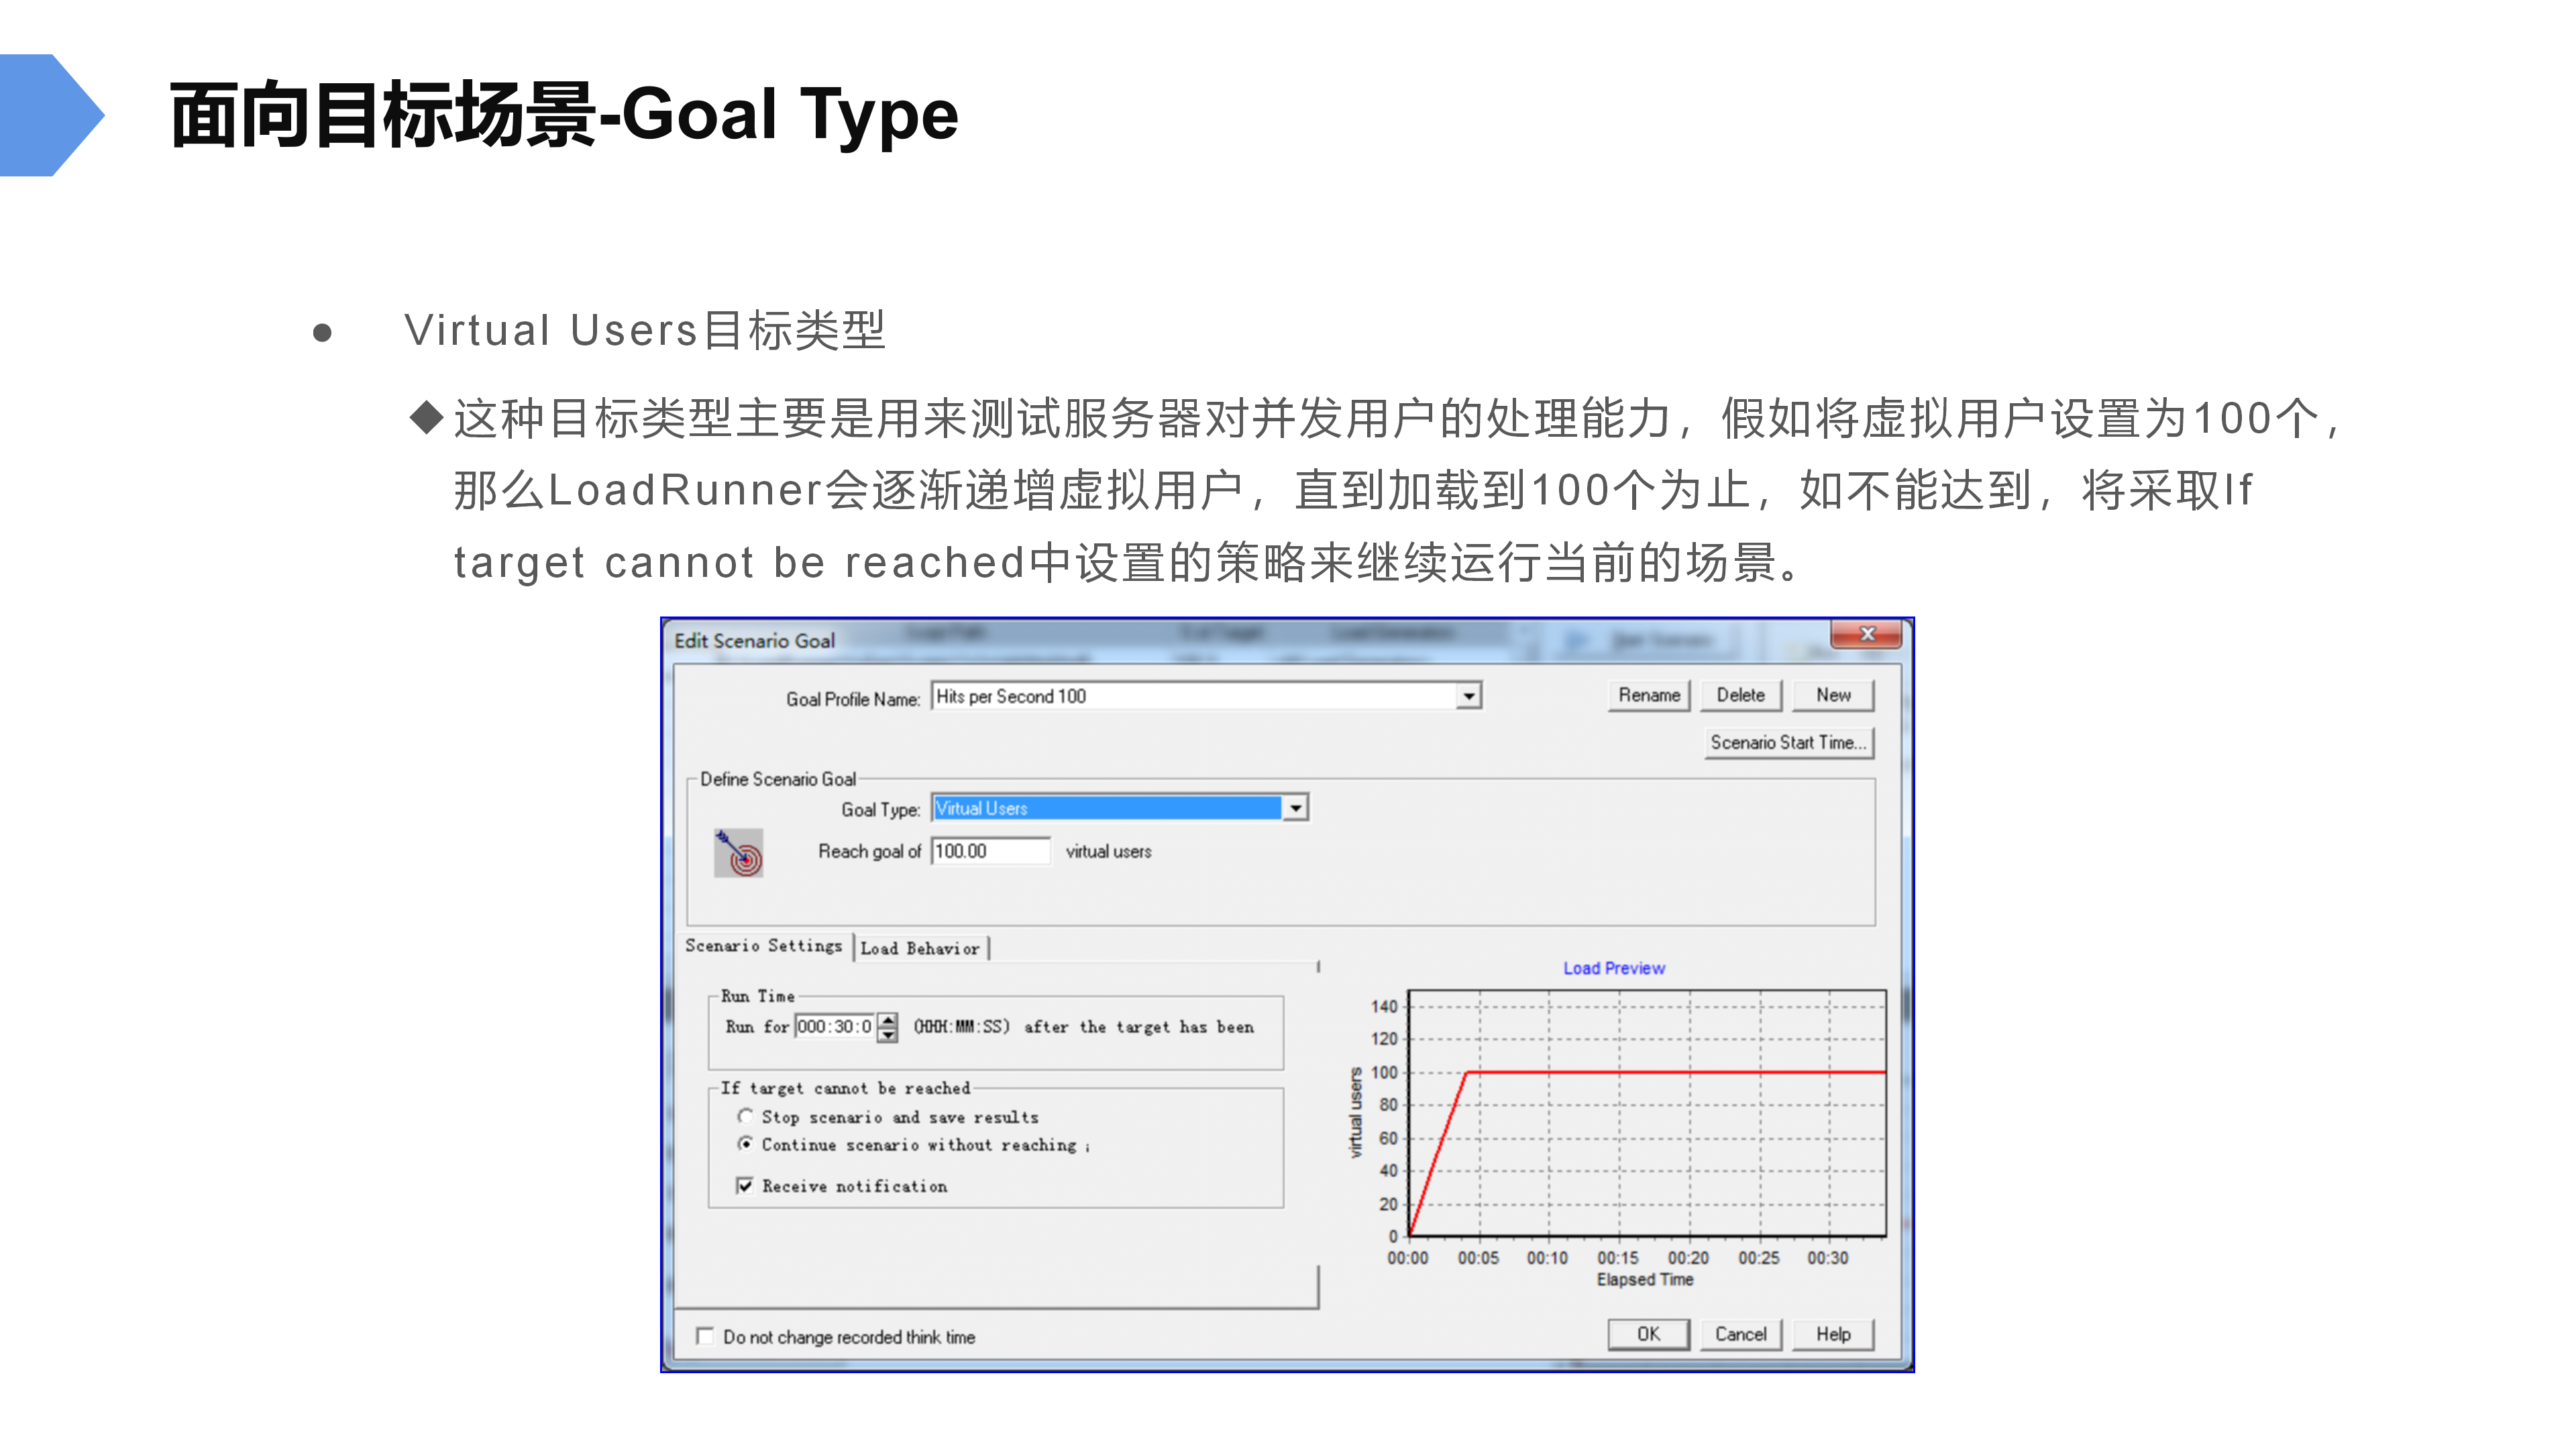 面向目标场景-Goal Type
● Virtual Users目标类型
◆这种目标类型主要是用来测试服务器对并发用户的处理能力，假如将虚拟用户设置为100个，
那么LoadRunner会逐渐递增虚拟用户，直到加载到100个为止，如不能达到，将采取If
target cannot be reached中设置的策略来继续运行当前的场景。
Edit Scenario Goal
Goal Profile Name: Hits per Second 100
Rename Delete New
Scenario Start Time...
Define Scenario Goal
Goal Type: Virtual Users
Reach goal of 100.00 virtual users
Scenario Settings Load Behavior
Load Preview
Run Time
Run for 000:30:0 (HHH:MM:SS) after the target has been
If target cannot be reached
Stop scenario and save results
Continue scenario without reaching
Receive notification
virtual users
140
120
100
80
60
40
20
0
00:00 00:05 00:10 00:15 00:20 00:25 00:30
Elapsed Time
Do not change recorded think time
OK Cancel Help